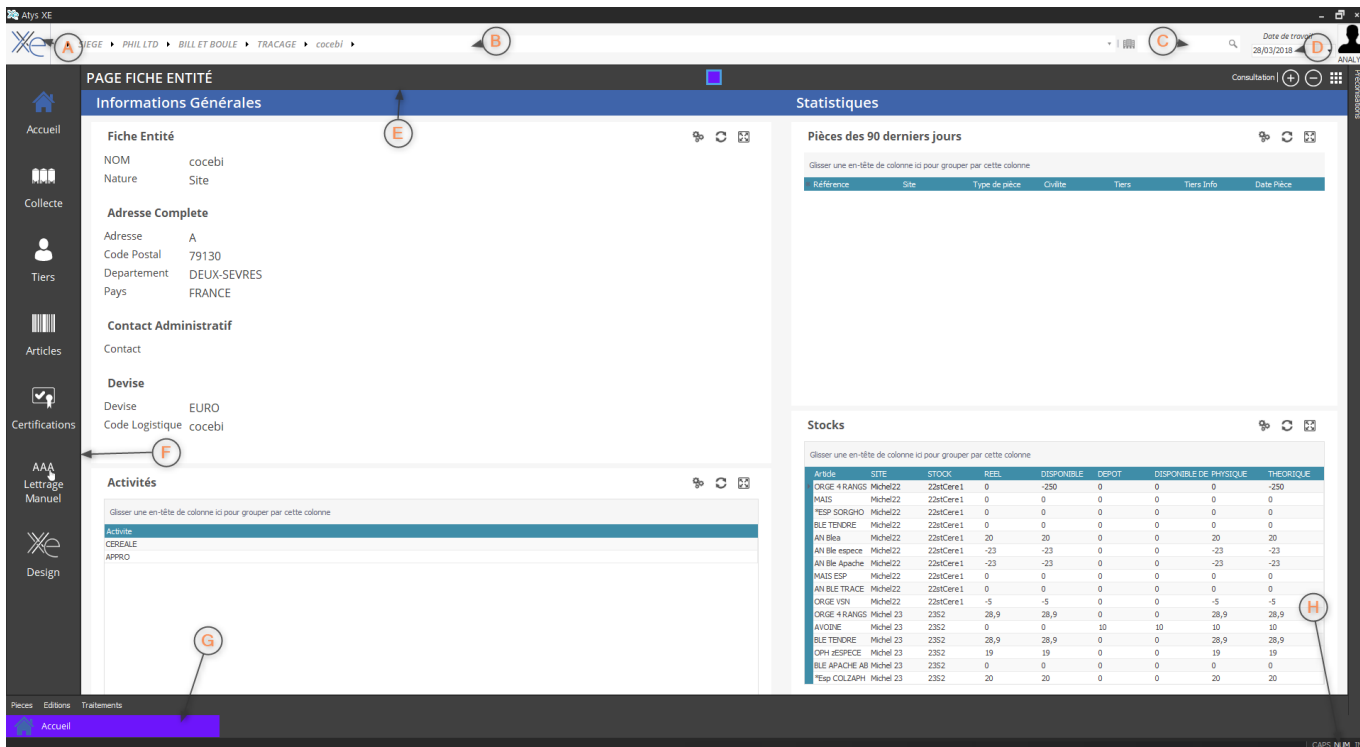 Atys XE
Xe A SIEGE PHIL LTD BILL ET BOULE TRACAGE cocebi B C Date de travail
28/03/2018 D
ANALY
PAGE FICHE ENTITÉ Consultation
Préconisations
Informations Générales Statistiques
E
Accueil
Collecte
Tiers
Articles
Certifications
F
AAA
Lettrage
Manuel
Xe
Design
Fiche Entité
NOM cocebi
Nature Site
Adresse Complete
Adresse A
Code Postal 79130
Departement DEUX-SEVRES
Pays FRANCE
Contact Administratif
Contact
Devise
Devise EURO
Code Logistique cocebi
Activités
Glisser une en-tête de colonne ici pour grouper par cette colonne
Activite
CEREALE
APPRO
G
Pièces des 90 derniers jours
Glisser une en-tête de colonne ici pour grouper par cette colonne
Référence Site Type de pièce Civilite Tiers Tiers Info Date Pièce
Stocks
Glisser une en-tête de colonne ici pour grouper par cette colonne
Article SITE STOCK REEL DISPONIBLE DEPOT DISPONIBLE DE PHYSIQUE THEORIQUE
ORGE 4 RANGS Michel22 22stCere1 0 -250 0 0 0 -250
MAIS Michel22 22stCere1 0 0 0 0 0 0
*ESP SORGHO Michel22 22stCere1 0 0 0 0 0 0
BLE TENDRE Michel22 22stCere1 0 0 0 0 0 0
AN Blea Michel22 22stCere1 20 20 0 0 20 20
AN Ble espece Michel22 22stCere1 -23 -23 0 0 -23 -23
AN Ble Apache Michel22 22stCere1 -23 -23 0 0 -23 -23
MAIS ESP Michel22 22stCere1 0 0 0 0 0 0
AN BLE TRACE Michel22 22stCere1 0 0 0 0 0 0
ORGE VSN Michel22 22stCere1 -5 -5 0 0 -5 -5
H
ORGE 4 RANGS Michel 23 23S2 28,9 28,9 0 0 28,9 28,9
AVOINE Michel 23 23S2 0 0 10 10 10 10
BLE TENDRE Michel 23 23S2 28,9 28,9 0 0 28,9 28,9
OPH zESPECE Michel 23 23S2 19 19 0 0 19 19
BLE APACHE AB Michel 23 23S2 0 0 0 0 0 0
*Esp COLZAPH Michel 23 23S2 20 20 0 0 20 20
Pieces Editions Traitements
Accueil
CAPS NUM